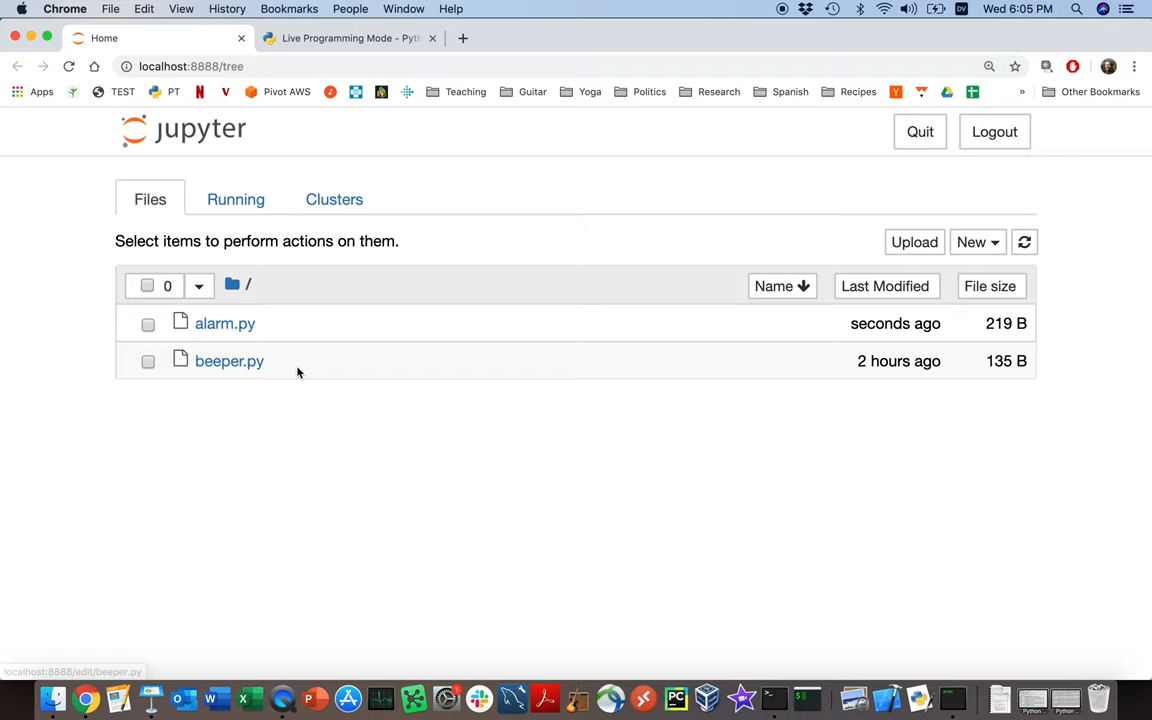 Chrome File Edit View History Bookmarks People Window Help DV Wed 6:05 PM
Home Live Programming Mode - Pyth
localhost:8888/tree
Apps TEST PT Pivot AWS Teaching Guitar Yoga Politics Research Spanish Recipes » Other Bookmarks
jupyter Quit Logout
Files Running Clusters
Select items to perform actions on them. Upload New
0 / Name Last Modified File size
alarm.py seconds ago 219 B
beeper.py 2 hours ago 135 B
localhost:8888/edit/beeper.py